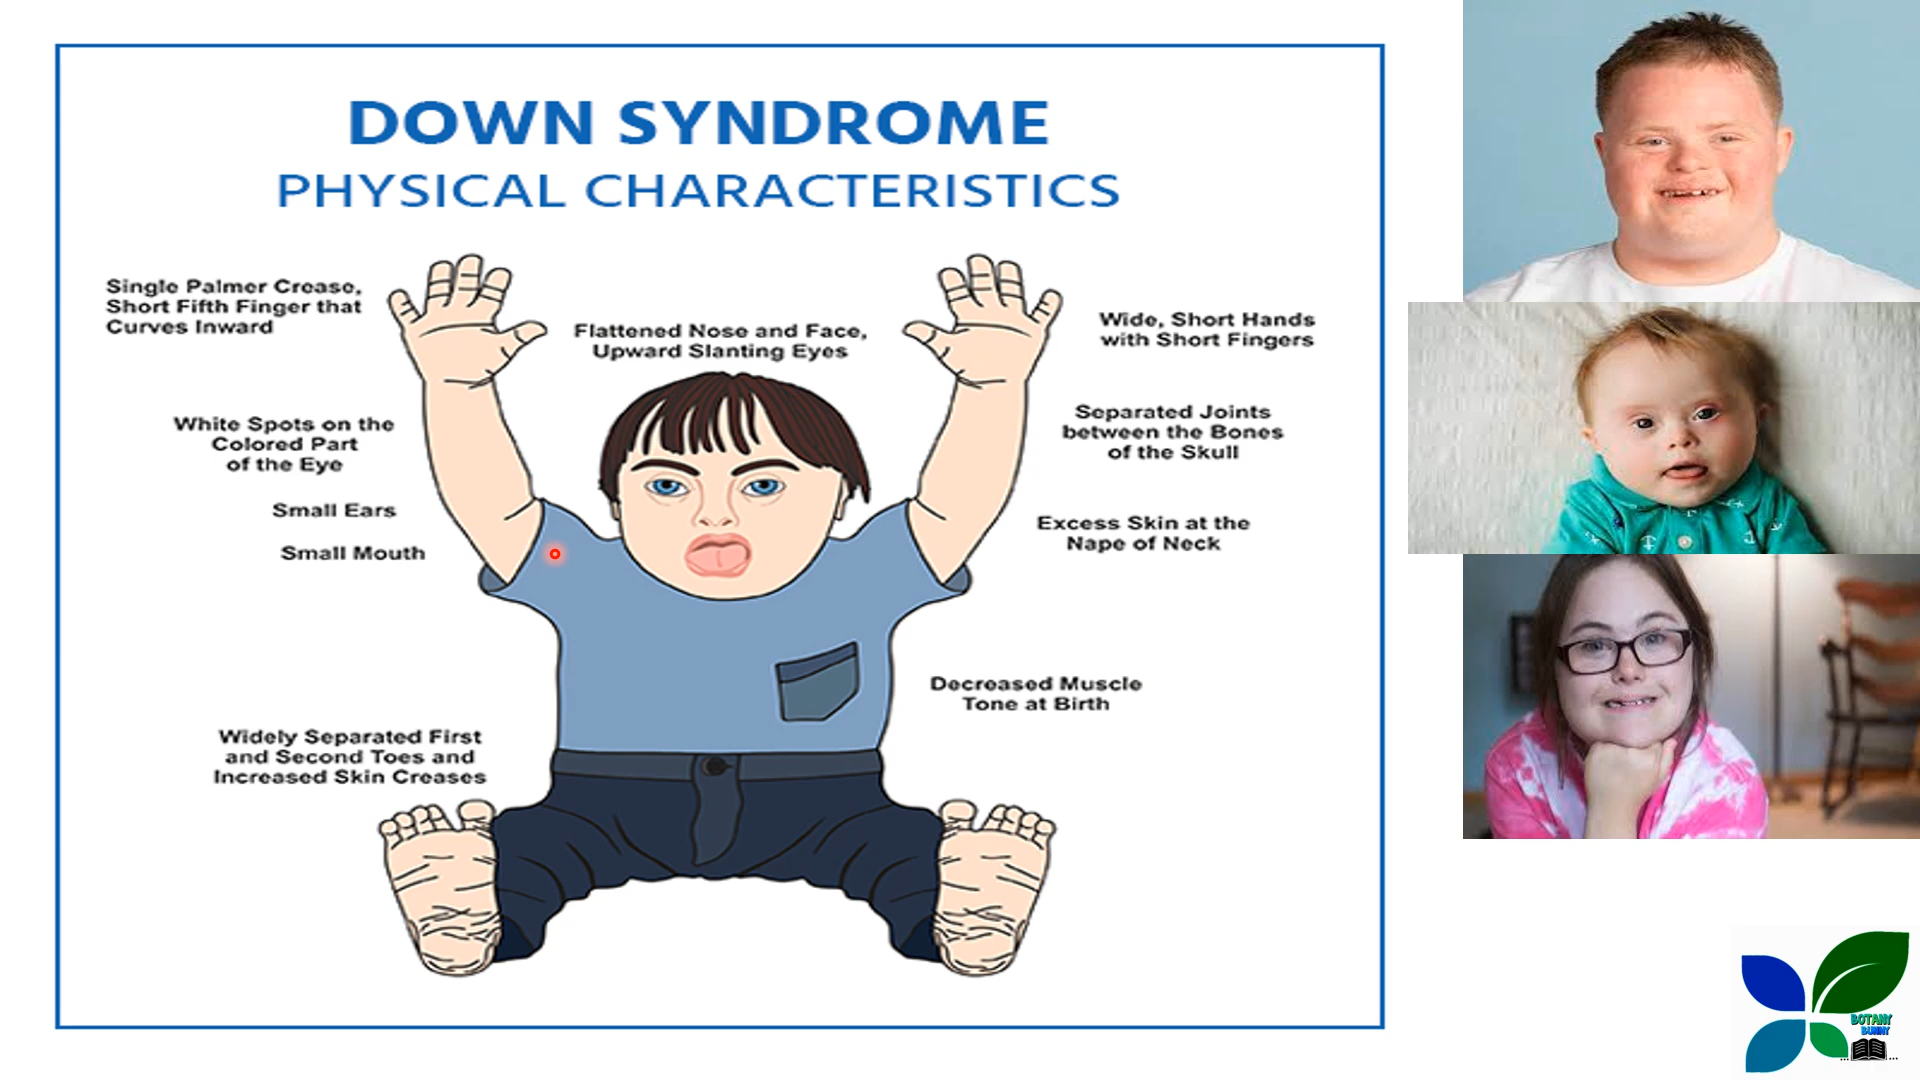 DOWN SYNDROME
PHYSICAL CHARACTERISTICS
Single Palmer Crease,
Short Fifth Finger that
Curves Inward
Flattened Nose and Face,
Upward Slanting Eyes
Wide, Short Hands
with Short Fingers
White Spots on the
Colored Part
of the Eye
Separated Joints
between the Bones
of the Skull
Small Ears
Small Mouth
Excess Skin at the
Nape of Neck
Decreased Muscle
Tone at Birth
Widely Separated First
and Second Toes and
Increased Skin Creases
BOTANY
BUNNY